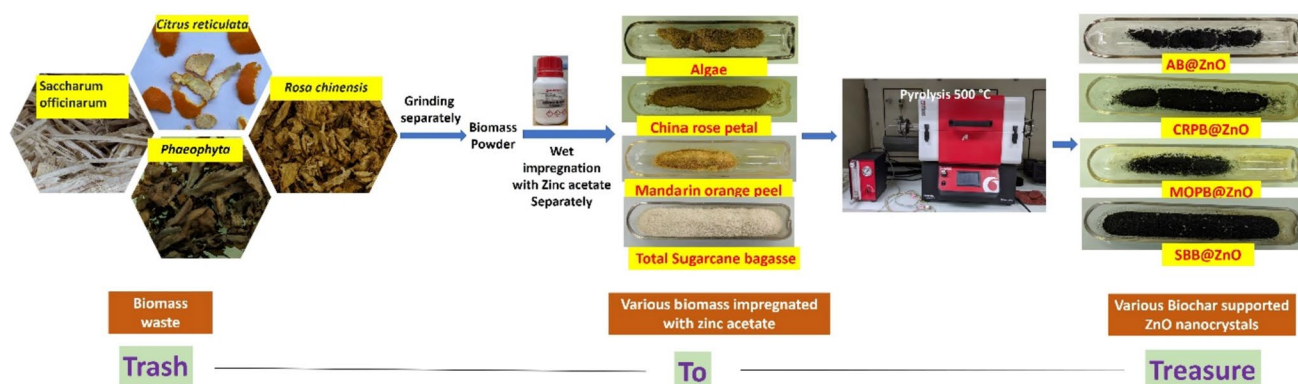 Citrus reticulata
Saccharum
officinarum
Rosa chinensis
Phaeophyta
Grinding
separately
Biomass
Powder
Wet
impregnation
with Zinc acetate
Separately
Algae
China rose petal
Mandarin orange peel
Total Sugarcane bagasse
Pyrolysis 500 °C
AB@ZnO
CRPB@ZnO
MOPB@ZnO
SBB@ZnO
Biomass
waste
Various biomass impregnated
with zinc acetate
Various Biochar supported
ZnO nanocrystals
Trash
To
Treasure